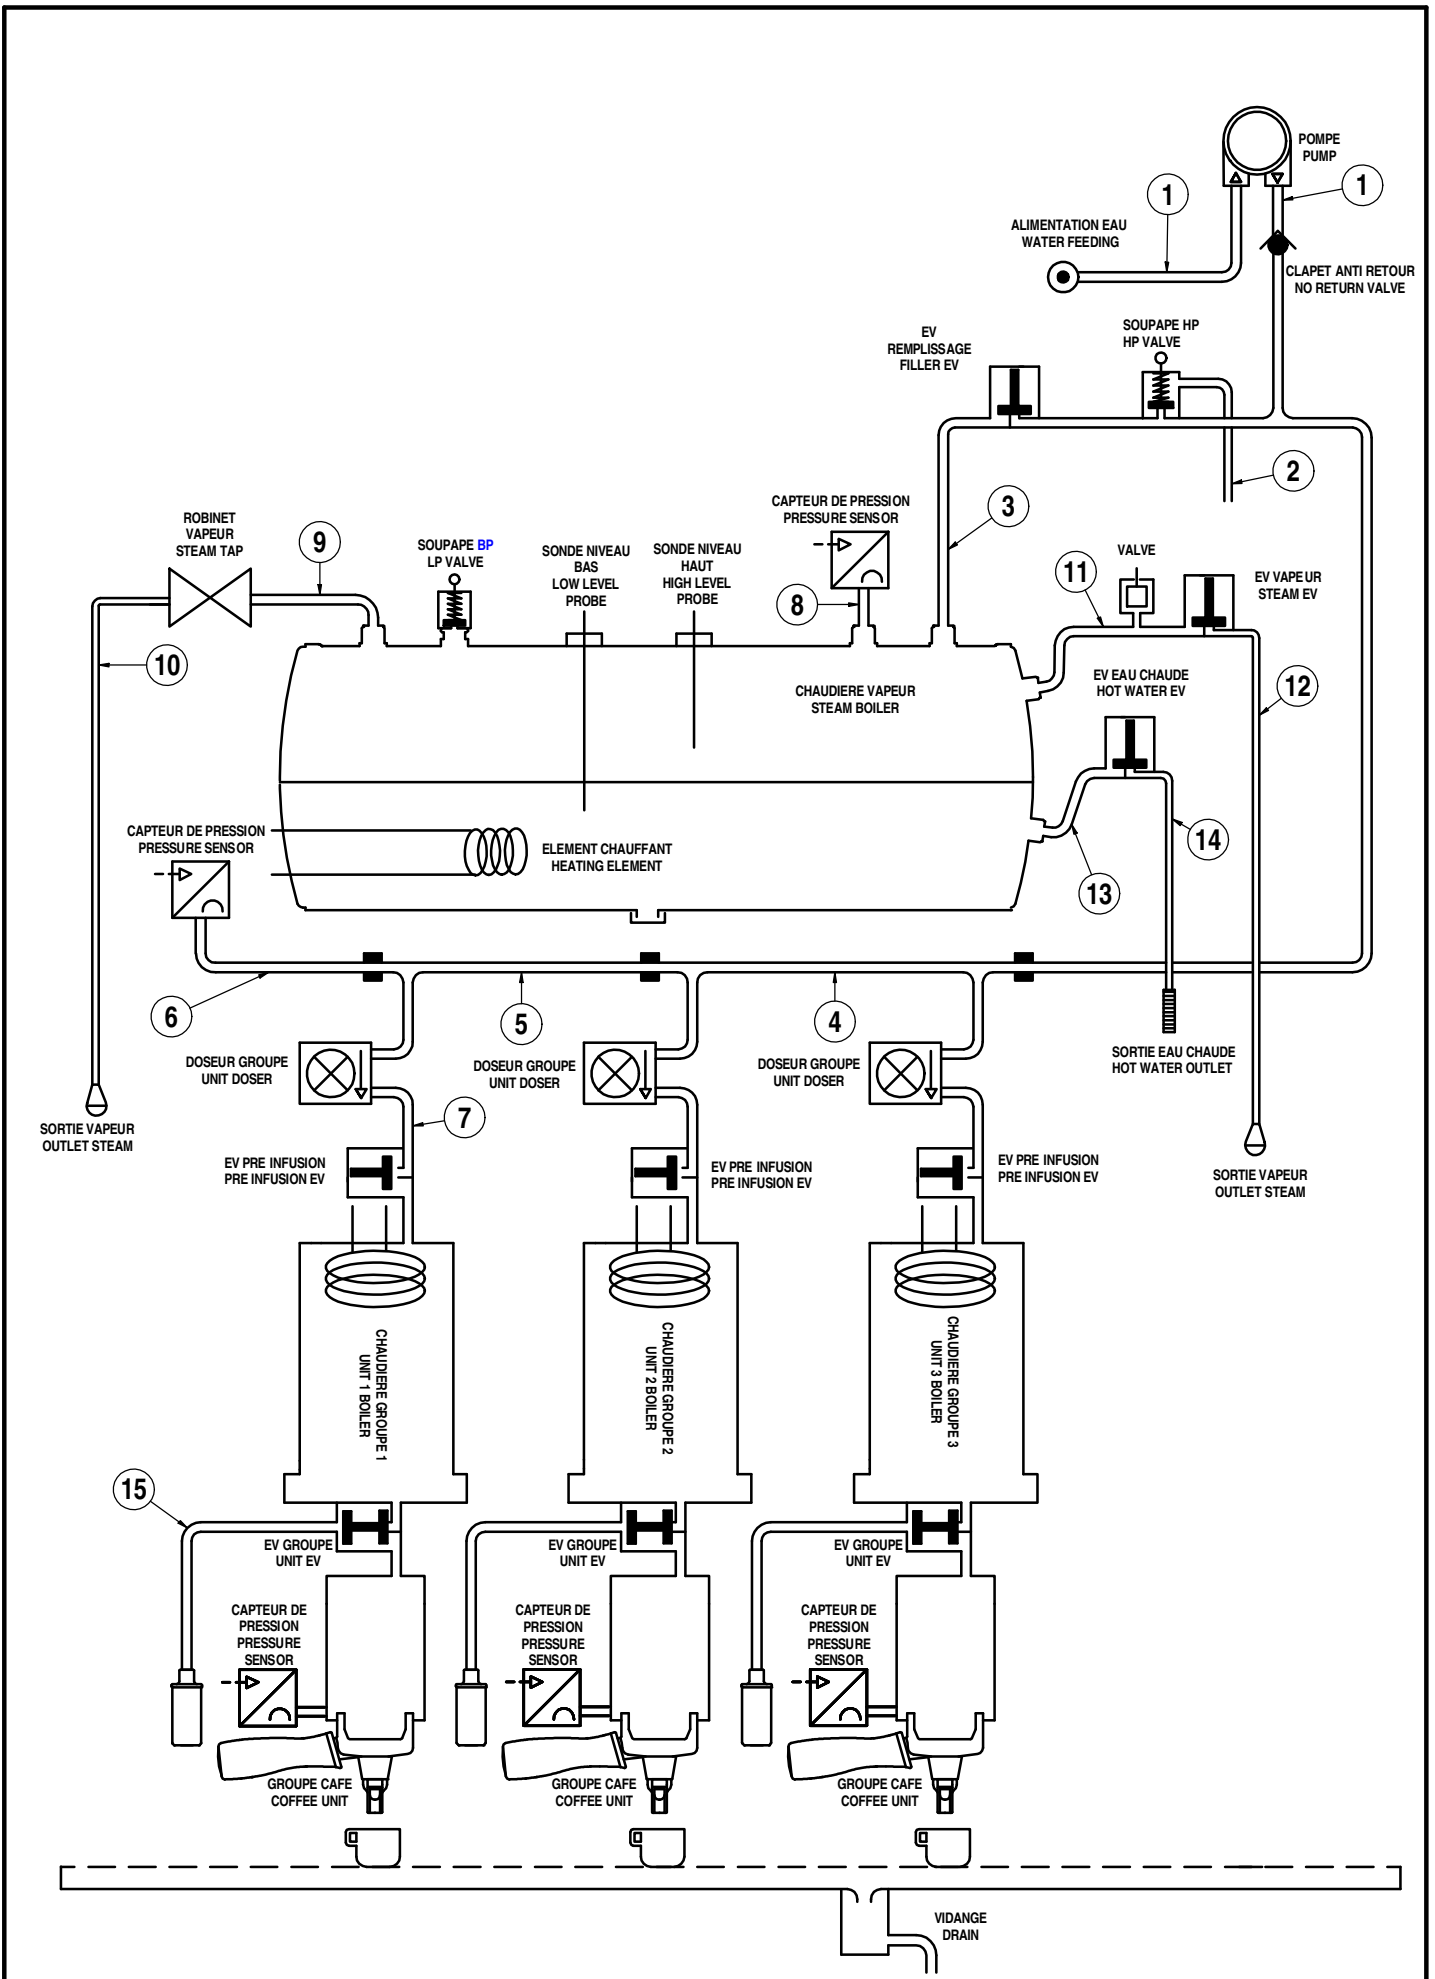 POMPE
PUMP
1
1
ALIMENTATION EAU
WATER FEEDING
CLAPET ANTI RETOUR
NO RETURN VALVE
SOUPAPE HP
HP VALVE
EV
REMPLISSAGE
FILLER EV
2
3
CAPTEUR DE PRESSION
PRESSURE SENSOR
ROBINET
VAPEUR
STEAM TAP
9
SOUPAPE BP
LP VALVE
SONDE NIVEAU
BAS
LOW LEVEL
PROBE
SONDE NIVEAU
HAUT
HIGH LEVEL
PROBE
8
11
VALVE
EV VAPEUR
STEAM EV
10
CHAUDIERE VAPEUR
STEAM BOILER
EV EAU CHAUDE
HOT WATER EV
12
CAPTEUR DE PRESSION
PRESSURE SENSOR
ELEMENT CHAUFFANT
HEATING ELEMENT
14
13
6
5
4
DOSEUR GROUPE
UNIT DOSER
DOSEUR GROUPE
UNIT DOSER
DOSEUR GROUPE
UNIT DOSER
SORTIE EAU CHAUDE
HOT WATER OUTLET
7
SORTIE VAPEUR
OUTLET STEAM
EV PRE INFUSION
PRE INFUSION EV
EV PRE INFUSION
PRE INFUSION EV
EV PRE INFUSION
PRE INFUSION EV
SORTIE VAPEUR
OUTLET STEAM
CHAUDIERE GROUPE 1
UNIT 1 BOILER
CHAUDIERE GROUPE 2
UNIT 2 BOILER
CHAUDIERE GROUPE 3
UNIT 3 BOILER
15
EV GROUPE
UNIT EV
EV GROUPE
UNIT EV
EV GROUPE
UNIT EV
CAPTEUR DE
PRESSION
PRESSURE
SENSOR
CAPTEUR DE
PRESSION
PRESSURE
SENSOR
CAPTEUR DE
PRESSION
PRESSURE
SENSOR
GROUPE CAFE
COFFEE UNIT
GROUPE CAFE
COFFEE UNIT
GROUPE CAFE
COFFEE UNIT
VIDANGE
DRAIN